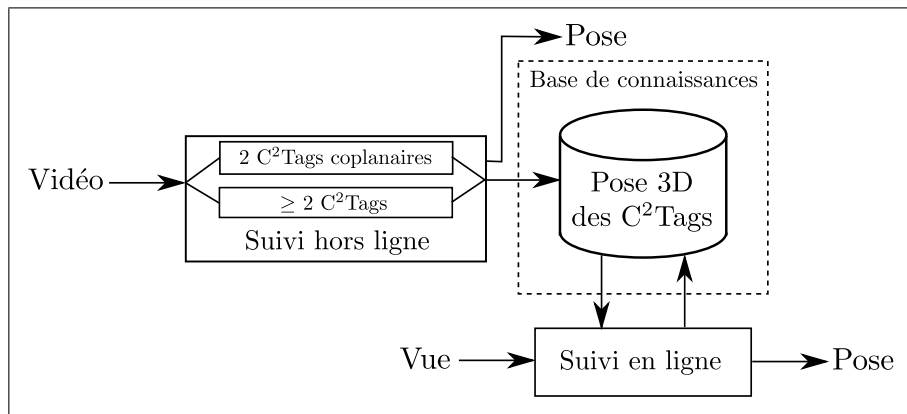 Pose
Base de connaissances
2 C²Tags coplanaires
Vidéo
≥ 2 C²Tags
Suivi hors ligne
Pose 3D
des C²Tags
Vue
Suivi en ligne
Pose